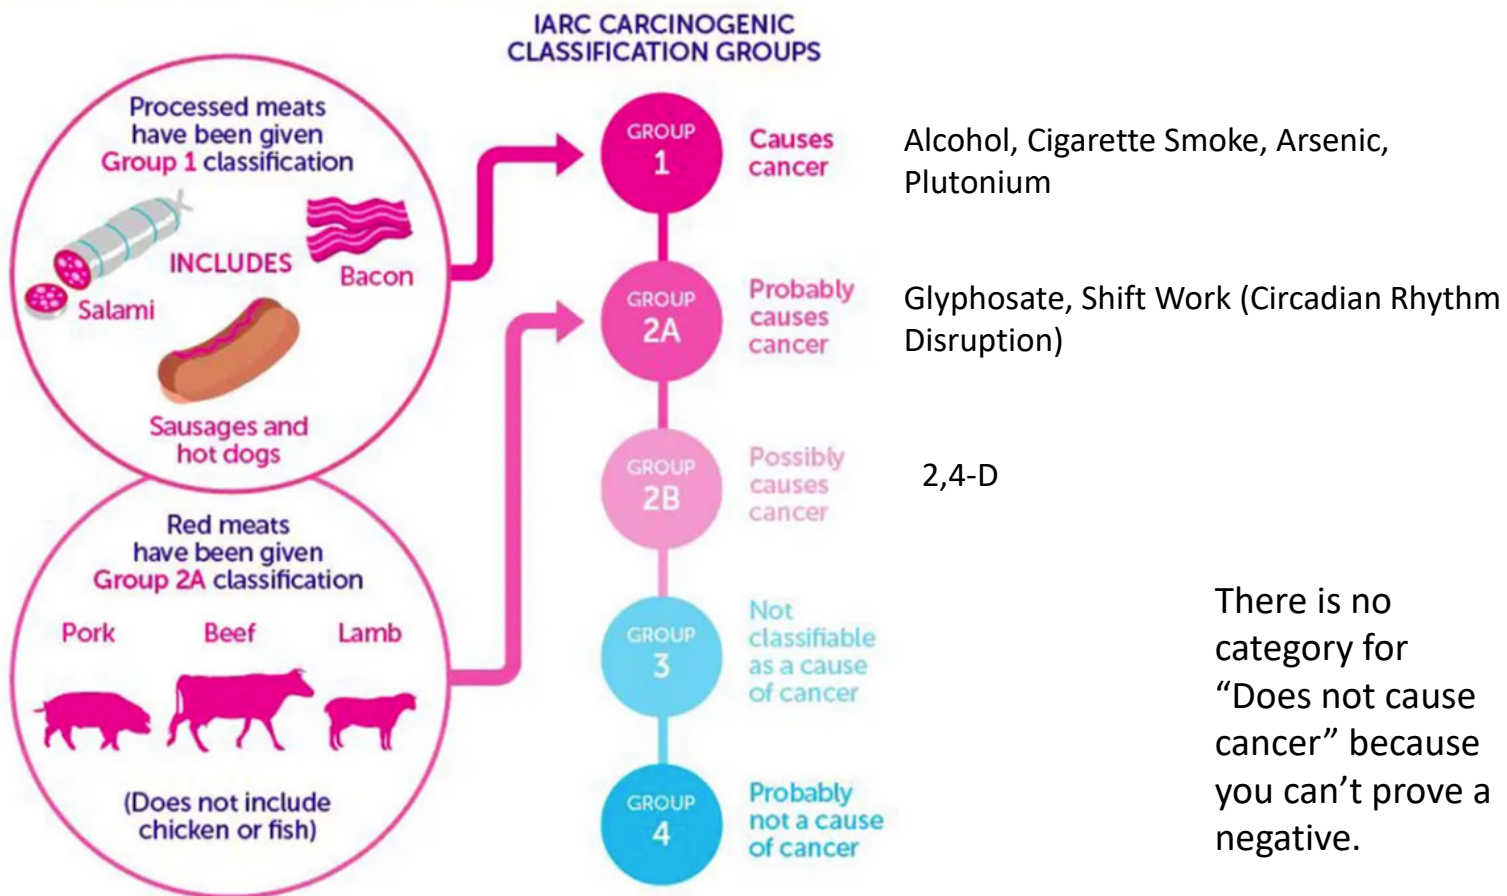 IARC CARCINOGENIC
CLASSIFICATION GROUPS
Processed meats
have been given
Group 1 classification
INCLUDES
Salami
Bacon
Sausages and
hot dogs
Red meats
have been given
Group 2A classification
Pork
Beef
Lamb
(Does not include
chicken or fish)
GROUP
1
Causes
cancer
Alcohol, Cigarette Smoke, Arsenic,
Plutonium
GROUP
2A
Probably
causes
cancer
Glyphosate, Shift Work (Circadian Rhythm
Disruption)
GROUP
2B
Possibly
causes
cancer
2,4-D
GROUP
3
Not
classifiable
as a cause
of cancer
GROUP
4
Probably
not a cause
of cancer
There is no
category for
“Does not cause
cancer” because
you can’t prove a
negative.